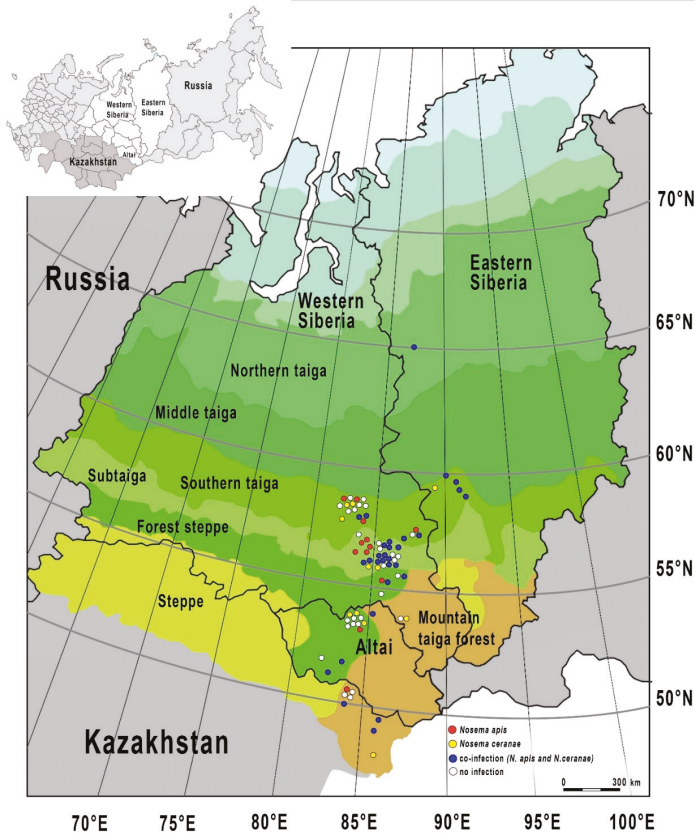 Russia
Western
Siberia
Eastern
Siberia
Altai
Kazakhstan
70°N
Eastern
Siberia
Russia
Western
Siberia
65°N
Northern taiga
Middle taiga
60°N
Subtaiga
Southern taiga
Forest steppe
55°N
Steppe
Mountain
taiga forest
Altai
50°N
Kazakhstan
Nosema apis
Nosema ceranae
co-infection (N. apis and N.ceranae)
no infection
0 300 km
70°E 75°E 80°E 85°E 90°E 95°E 100°E